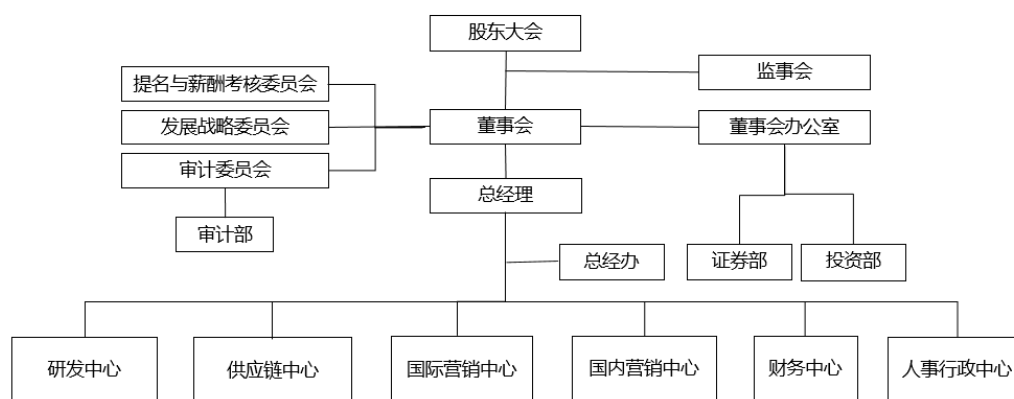 股东大会
监事会
提名与薪酬考核委员会
发展战略委员会
董事会
董事会办公室
审计委员会
总经理
审计部
总经办
证券部
投资部
研发中心
供应链中心
国际营销中心
国内营销中心
财务中心
人事行政中心